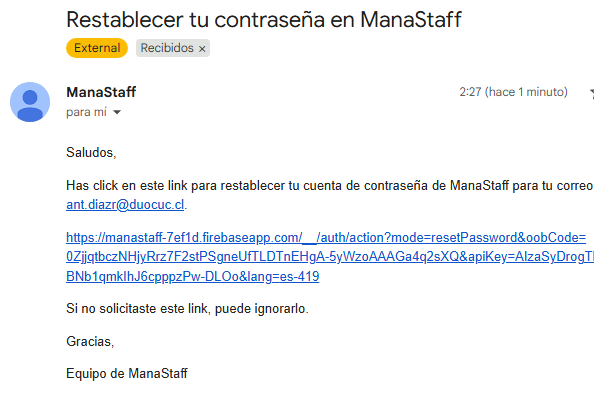 Restablecer tu contraseña en ManaStaff
External Recibidos ×
ManaStaff 2:27 (hace 1 minuto)
para mí
Saludos,
Has click en este link para restablecer tu cuenta de contraseña de ManaStaff para tu correo
ant.diazr@duocuc.cl.
https://manastaff-7ef1d.firebaseapp.com/__/auth/action?mode=resetPassword&oobCode=
0ZjjqtbczNHjyRrz7F2stPSgneUfTLDTnEHgA-5yWzoAAAGa4q2sXQ&apiKey=AIzaSyDrogTl
BNb1qmkIhJ6cpppzPw-DLOo&lang=es-419
Si no solicitaste este link, puede ignorarlo.
Gracias,
Equipo de ManaStaff